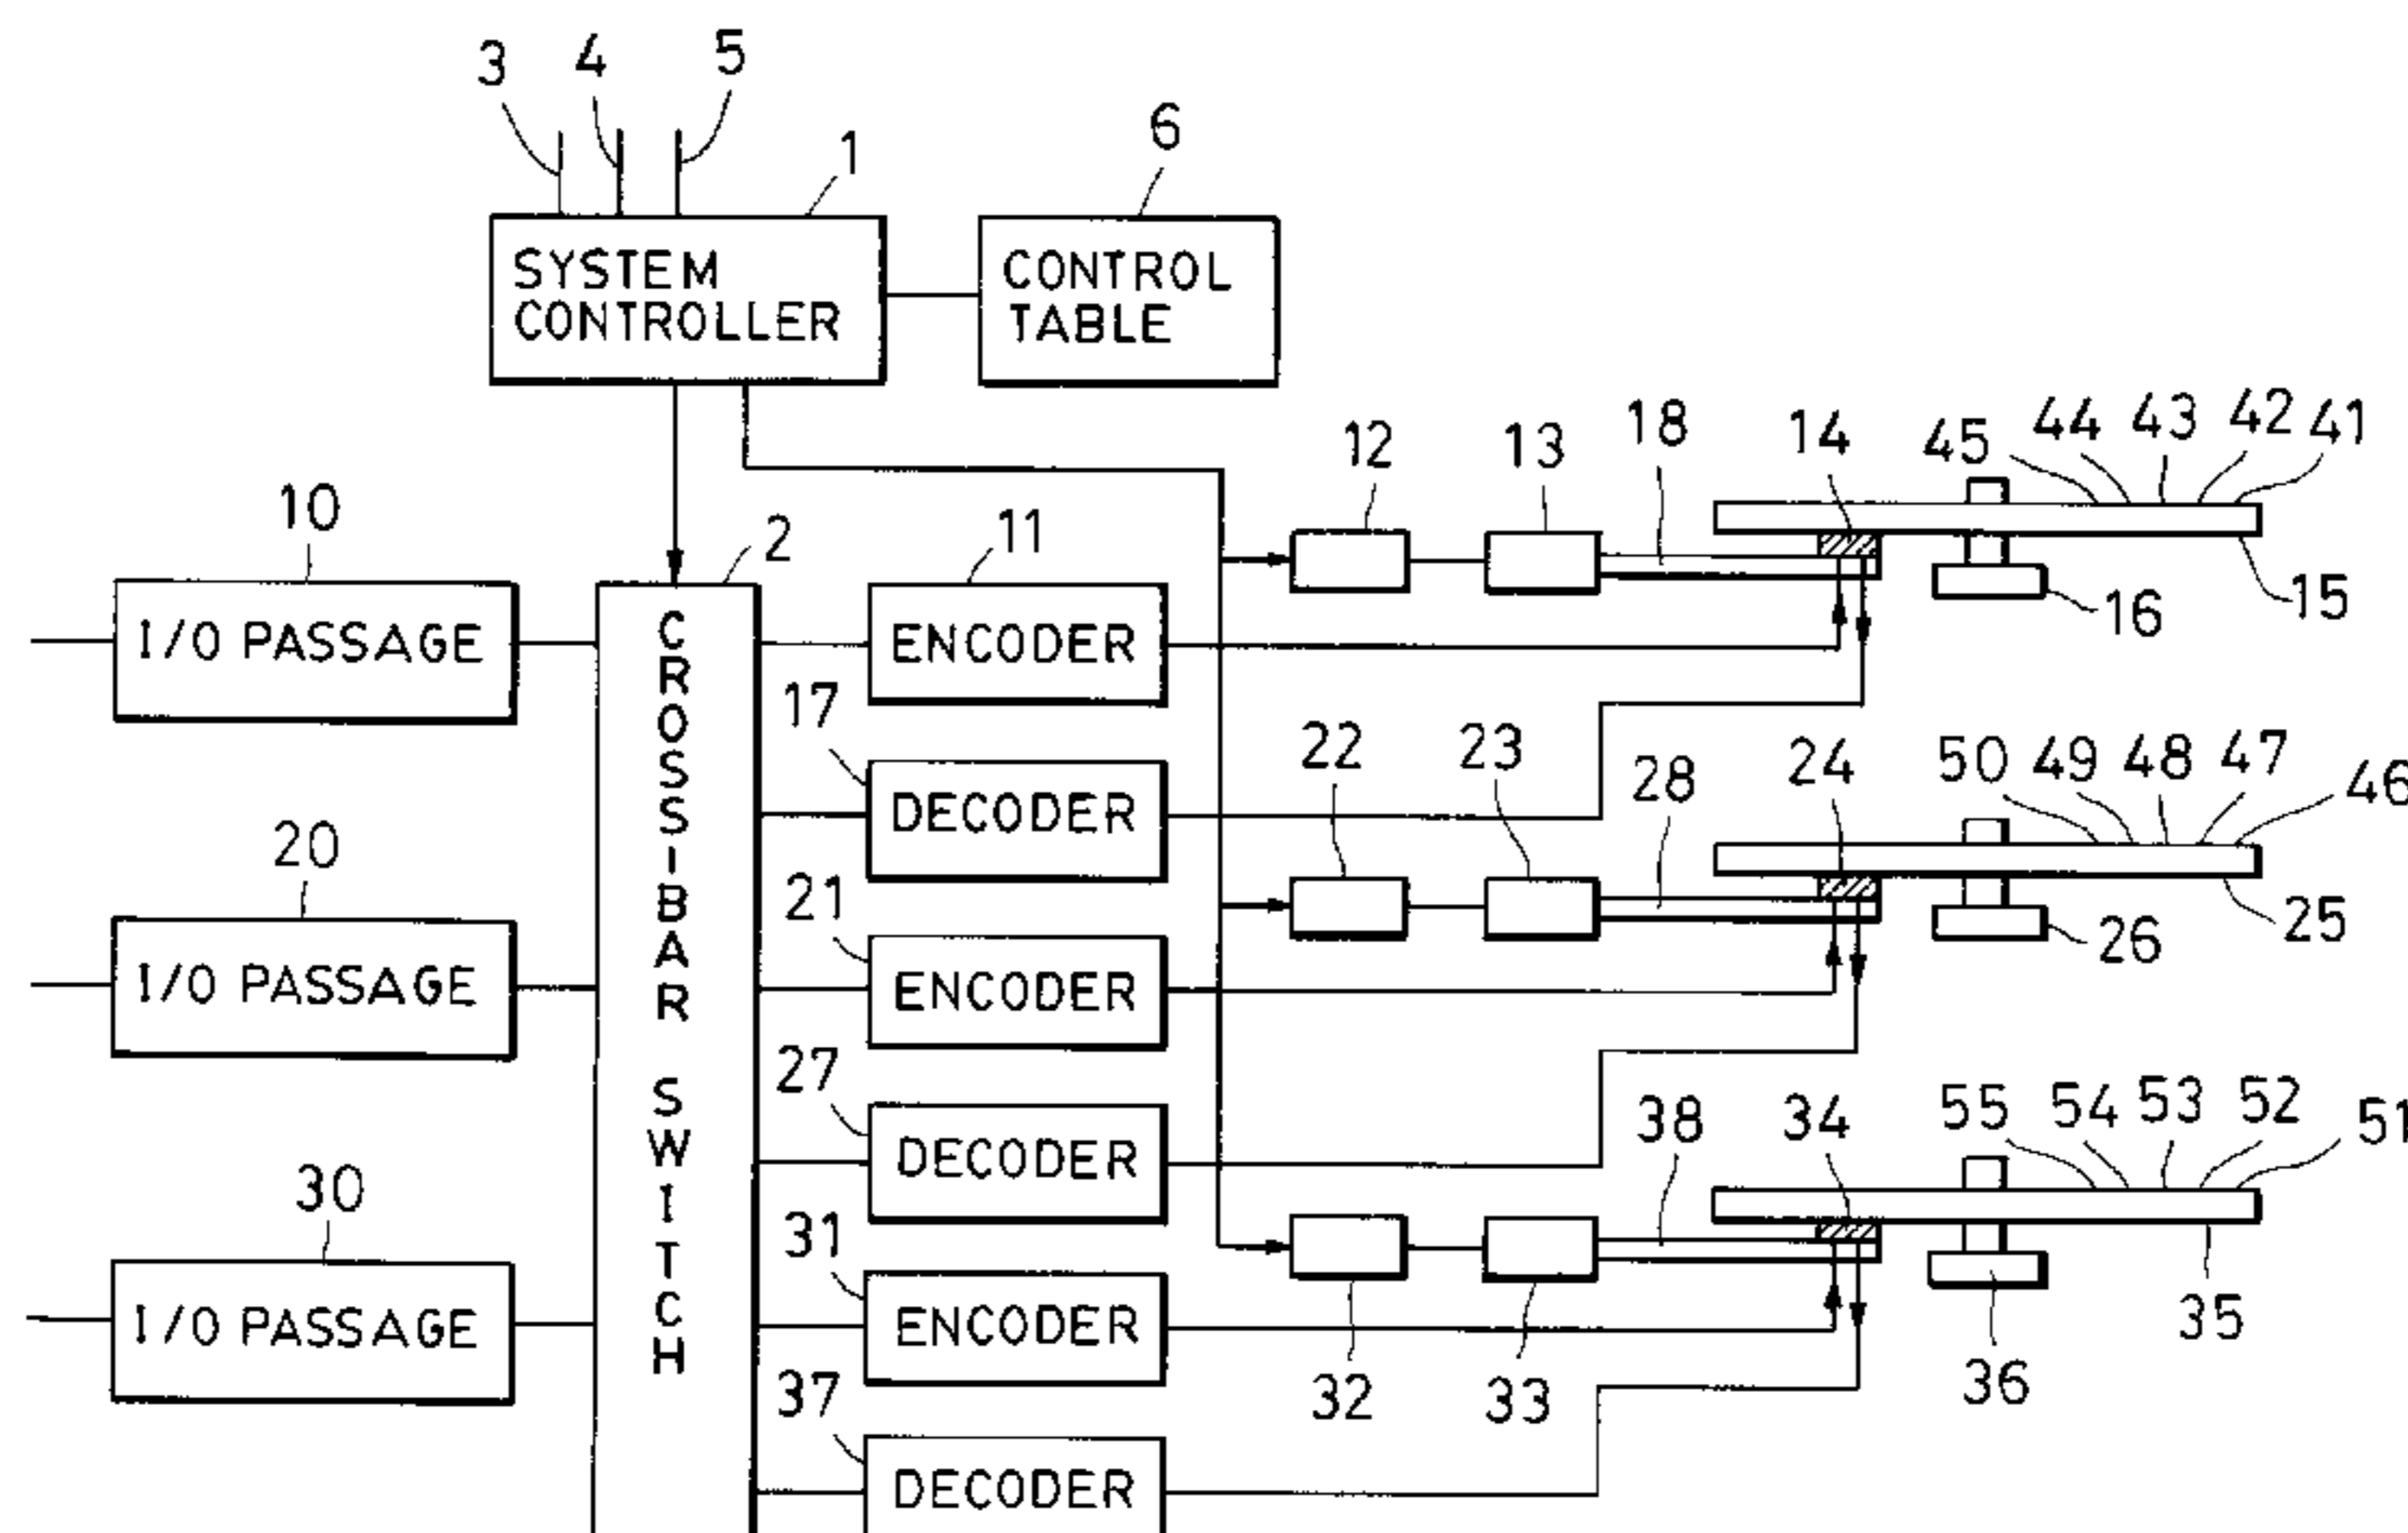 3 4 5
1 6
SYSTEM
CONTROLLER
CONTROL
TABLE
12 13 18 14 45 44 43 42 41
10 2 11
I/O PASSAGE
CROSSIBAR SWITCH
ENCODER
16 15
17
DECODER
22 23 28 24 50 49 48 47 46
20 21
I/O PASSAGE
ENCODER
26 25
27
DECODER
38 34 55 54 53 52 51
30 31
I/O PASSAGE
ENCODER
32 33 36 35
37
DECODER